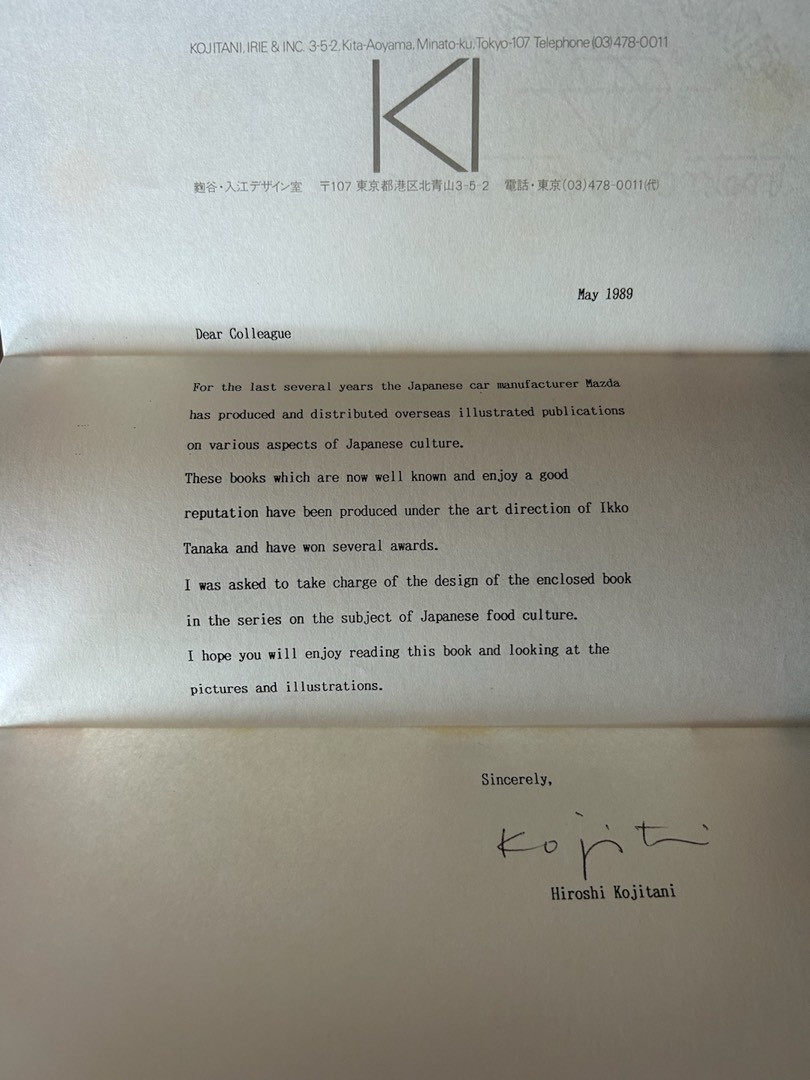 KOJITANI, IRIE & INC. 3-5-2, Kita-Aoyama, Minato-ku, Tokyo-107 Telephone (03) 478-0011
KI
麴谷・入江デザイン室 〒107 東京都港区北青山3-5-2 電話・東京(03)478-0011(代)
May 1989
Dear Colleague
For the last several years the Japanese car manufacturer Mazda
has produced and distributed overseas illustrated publications
on various aspects of Japanese culture.
These books which are now well known and enjoy a good
reputation have been produced under the art direction of Ikko
Tanaka and have won several awards.
I was asked to take charge of the design of the enclosed book
in the series on the subject of Japanese food culture.
I hope you will enjoy reading this book and looking at the
pictures and illustrations.
Sincerely,
Kojitani
Hiroshi Kojitani